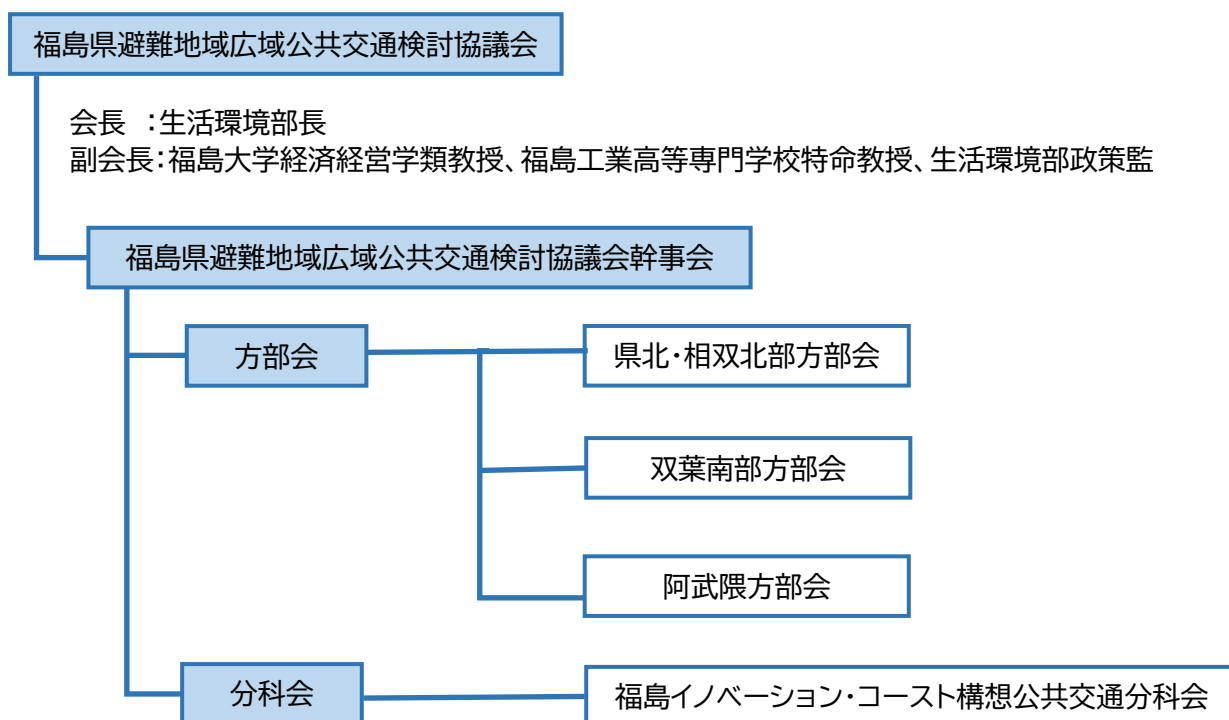 福島県避難地域広域公共交通検討協議会
会長　：生活環境部長
副会長：福島大学経済経営学類教授、福島工業高等専門学校特命教授、生活環境部政策監
福島県避難地域広域公共交通検討協議会幹事会
方部会
県北・相双北部方部会
双葉南部方部会
阿武隈方部会
分科会
福島イノベーション・コースト構想公共交通分科会